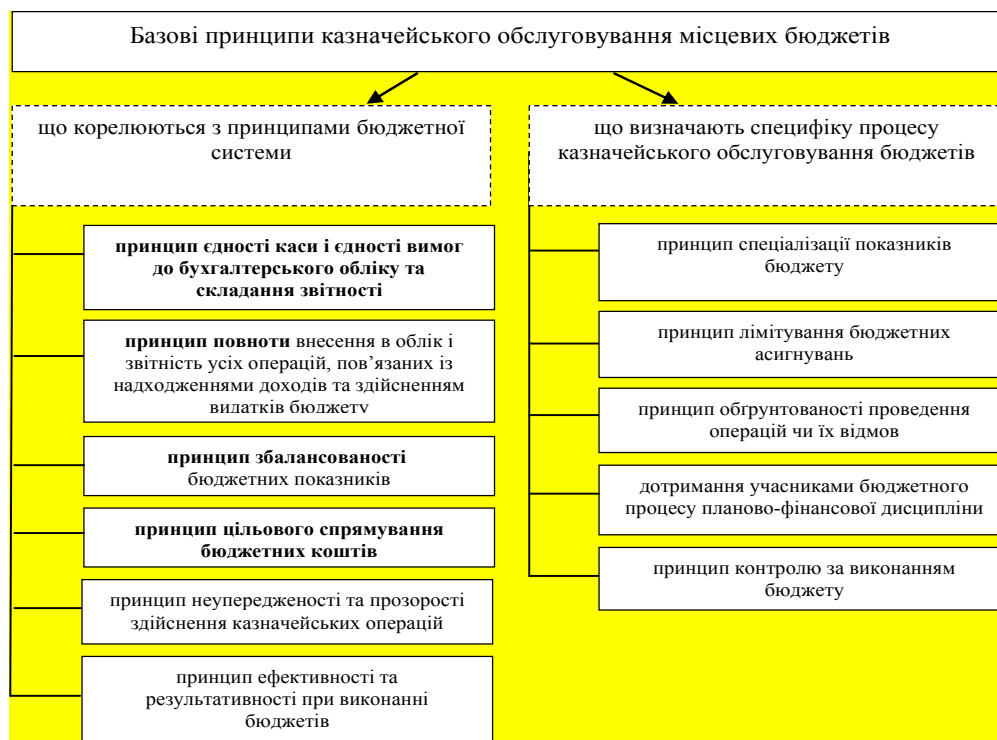 Базові принципи казначейського обслуговування місцевих бюджетів
що корелюються з принципами бюджетної
системи
принцип єдності каси і єдності вимог
до бухгалтерського обліку та
складання звітності
принцип повноти внесення в облік і
звітність усіх операцій, пов’язаних із
надходженнями доходів та здійсненням
видатків бюджету
принцип збалансованості
бюджетних показників
принцип цільового спрямування
бюджетних коштів
принцип неупередженості та прозорості
здійснення казначейських операцій
принцип ефективності та
результативності при виконанні
бюджетів
що визначають специфіку процесу
казначейського обслуговування бюджетів
принцип спеціалізації показників
бюджету
принцип лімітування бюджетних
асигнувань
принцип обґрунтованості проведення
операцій чи їх відмов
дотримання учасниками бюджетного
процесу планово-фінансової дисципліни
принцип контролю за виконанням
бюджету